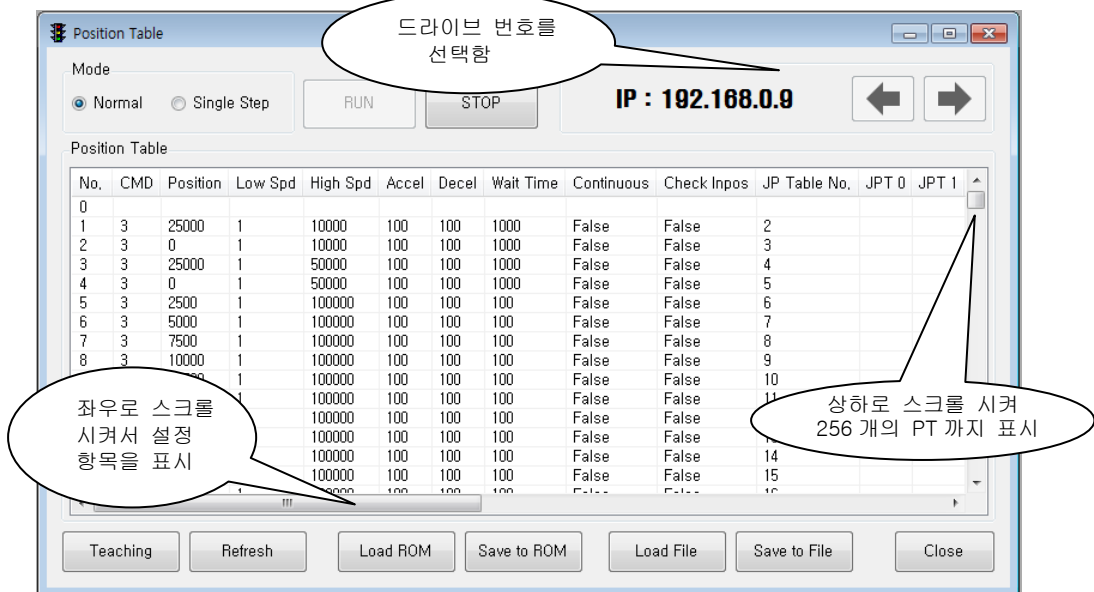 Position Table
드라이브 번호를
선택함
Mode
Normal Single Step RUN STOP IP : 192.168.0.9
Position Table
No, CMD Position Low Spd High Spd Accel Decel Wait Time Continuous Check Inpos JP Table No, JPT 0 JPT 1
0
1 3 25000 1 10000 100 100 1000 False False 2
2 3 0 1 10000 100 100 1000 False False 3
3 3 25000 1 50000 100 100 1000 False False 4
4 3 0 1 50000 100 100 1000 False False 5
5 3 2500 1 100000 100 100 100 False False 6
6 3 5000 1 100000 100 100 100 False False 7
7 3 7500 1 100000 100 100 100 False False 8
8 3 10000 1 100000 100 100 100 False False 9
100000 100 100 100 False False 10
1 100000 100 100 100 False False 11
100000 100 100 100 False False
100000 100 100 100 False False
100000 100 100 100 False False 14
100000 100 100 100 False False 15
좌우로 스크롤
시켜서 설정
항목을 표시
상하로 스크롤 시켜
256 개의 PT 까지 표시
Teaching Refresh Load ROM Save to ROM Load File Save to File Close